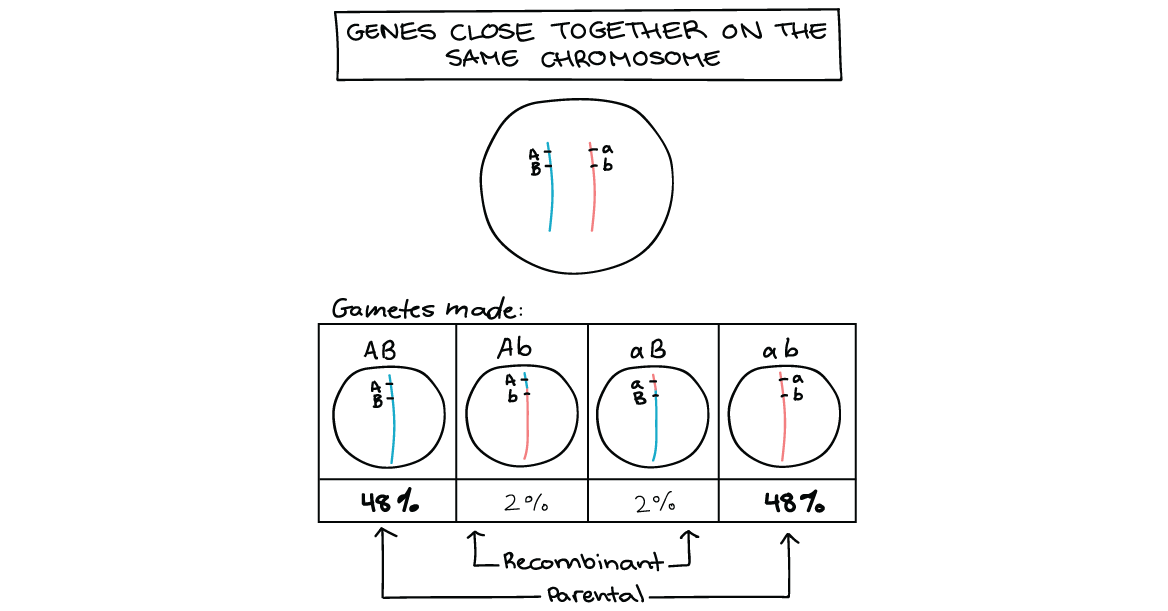 GENES CLOSE TOGETHER ON THE
SAME CHROMOSOME
A a
B b
Gametes made:
AB Ab aB ab
A A a a
B b B b
48% 2% 2% 48%
Recombinant
Parental